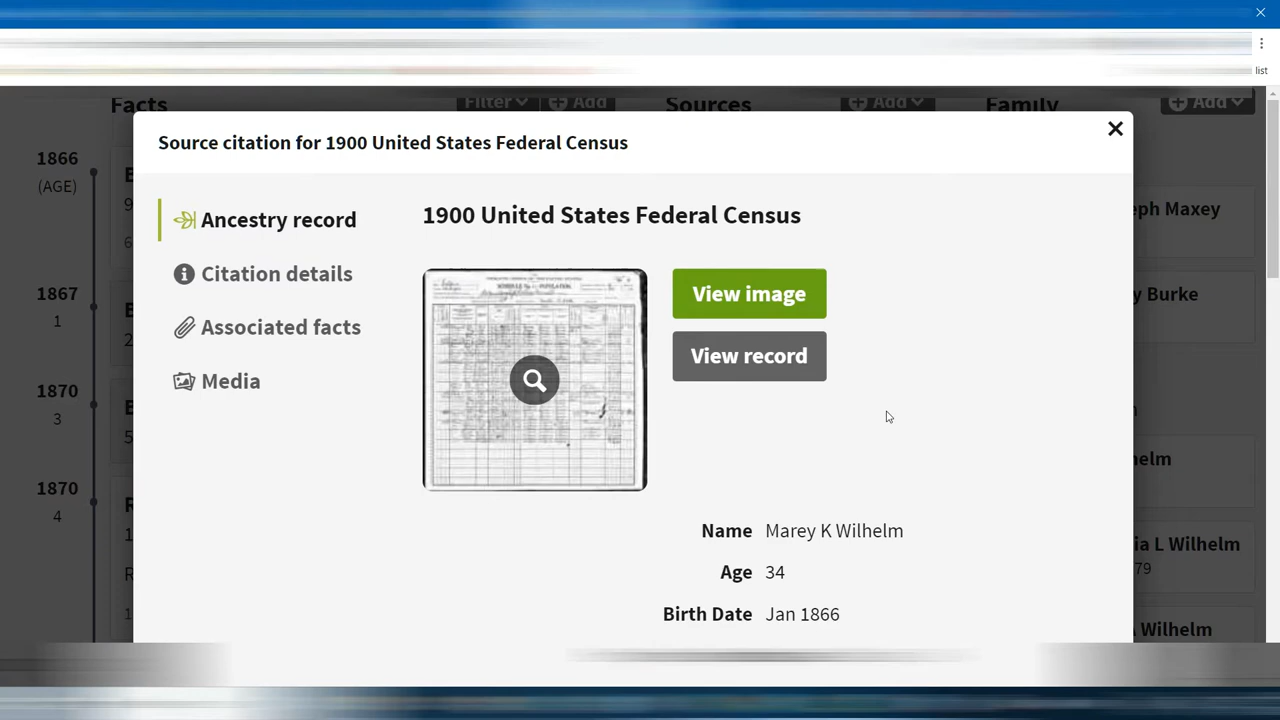 list
Facts
Filter
Add
Sources
Add
Family
Add
Source citation for 1900 United States Federal Census
1866
(AGE)
Ancestry record
1900 United States Federal Census
eph Maxey
Citation details
View image
1867
1
y Burke
Associated facts
View record
Media
1870
3
elm
1870
4
Name Marey K Wilhelm
ia L Wilhelm
79
Age 34
Birth Date Jan 1866
Wilhelm